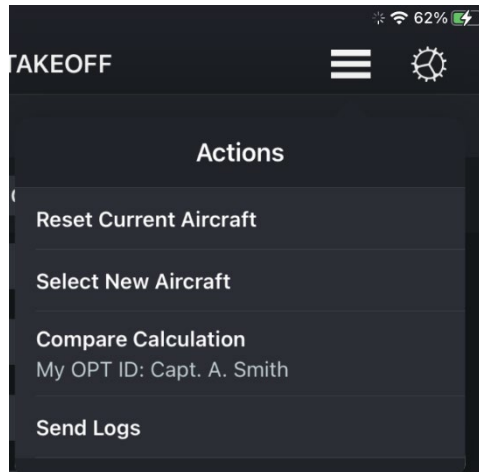 62%
TAKEOFF
Actions
Reset Current Aircraft
Select New Aircraft
Compare Calculation
My OPT ID: Capt. A. Smith
Send Logs